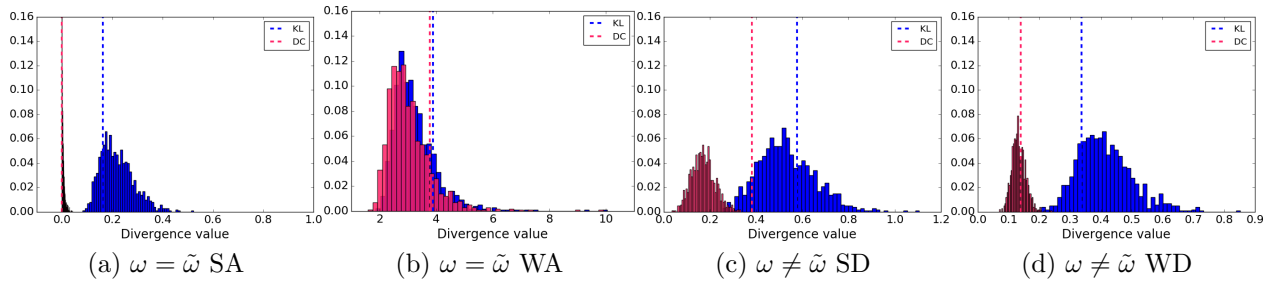 0.16
0.14
0.12
0.10
0.08
0.06
0.04
0.02
0.00
0.0 0.2 0.4 0.6 0.8 1.0
Divergence value
KL
DC
(a) ω = ω̃ SA
0.16
0.14
0.12
0.10
0.08
0.06
0.04
0.02
0.00
2 4 6 8 10
Divergence value
KL
DC
(b) ω = ω̃ WA
0.16
0.14
0.12
0.10
0.08
0.06
0.04
0.02
0.00
0.0 0.2 0.4 0.6 0.8 1.0 1.2
Divergence value
KL
DC
(c) ω ≠ ω̃ SD
0.16
0.14
0.12
0.10
0.08
0.06
0.04
0.02
0.00
0.0 0.1 0.2 0.3 0.4 0.5 0.6 0.7 0.8 0.9
Divergence value
KL
DC
(d) ω ≠ ω̃ WD